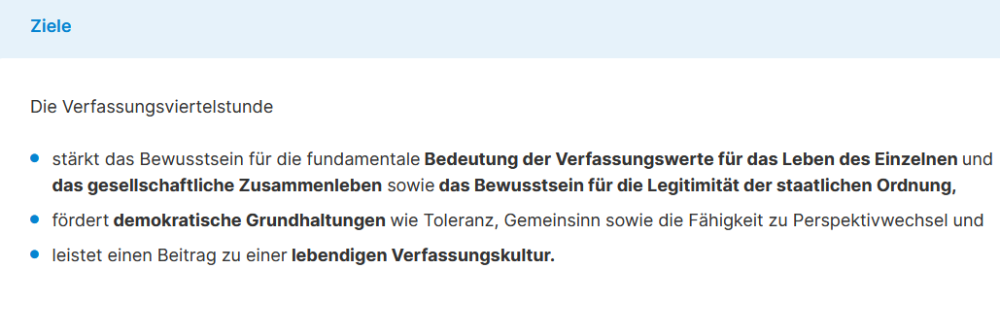 Ziele
Die Verfassungsviertelstunde
stärkt das Bewusstsein für die fundamentale Bedeutung der Verfassungswerte für das Leben des Einzelnen und
das gesellschaftliche Zusammenleben sowie das Bewusstsein für die Legitimität der staatlichen Ordnung,
fördert demokratische Grundhaltungen wie Toleranz, Gemeinsinn sowie die Fähigkeit zu Perspektivwechsel und
leistet einen Beitrag zu einer lebendigen Verfassungskultur.